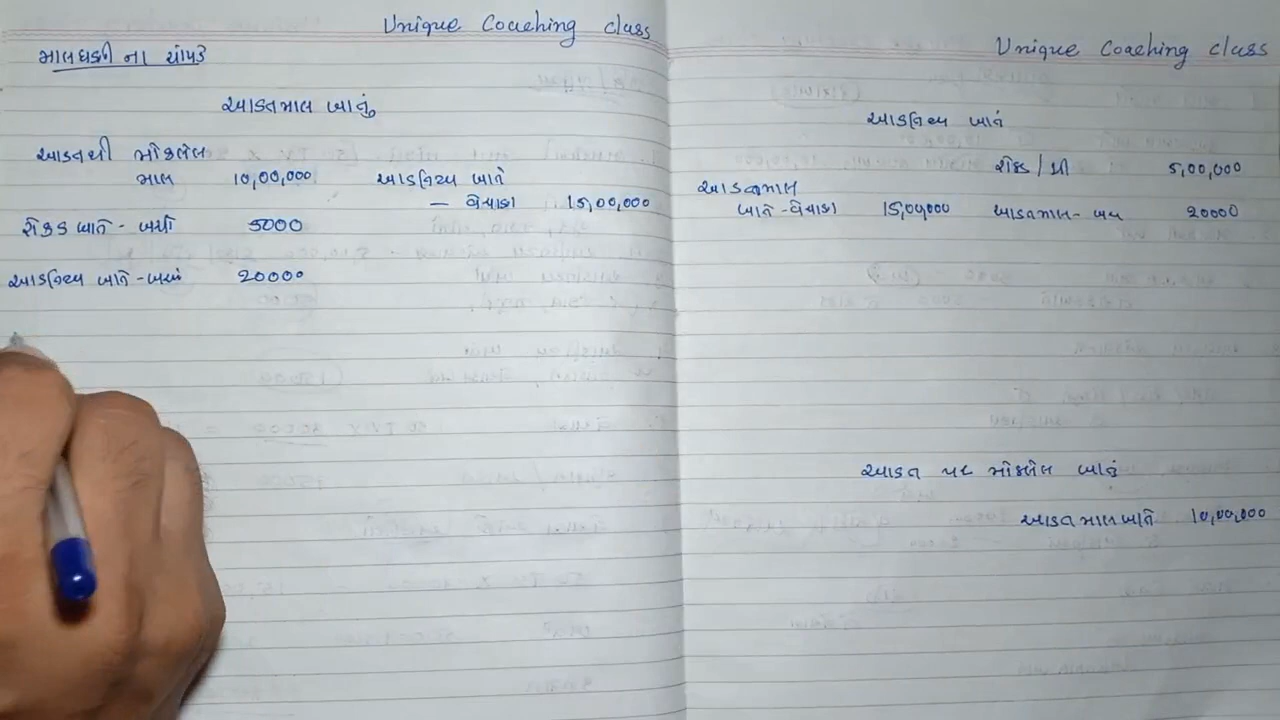 Unique Coaching Class
માલધણી ના ચોપડે
આડતમાલ ખાતું
આડતથી મોકલેલ
માલ 10,00,000 આડતિયા ખાતે
– વેચાણ 15,00,000
રોકડ ખાતે - ખર્ચા 5000
આડતિયા ખાતે - ખર્ચા 20000
Unique Coaching Class
આડતિયા ખાતું
રોકડ / 5,00,000
આડતમાલ
ખાતે - વેચાણ 15,00,000 આડતમાલ - ખર્ચ 20000
આડત પર મોકલેલ ખાતું
આડતમાલ ખાતે 10,00,000